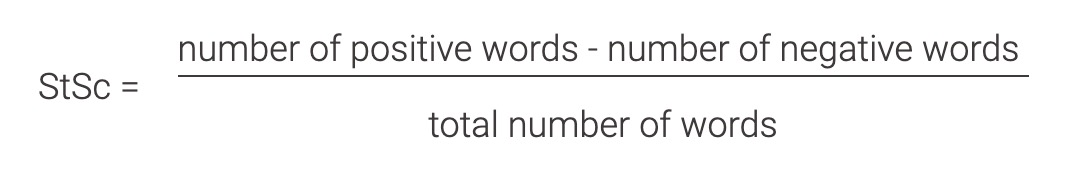 number of positive words - number of negative words
StSc =
total number of words